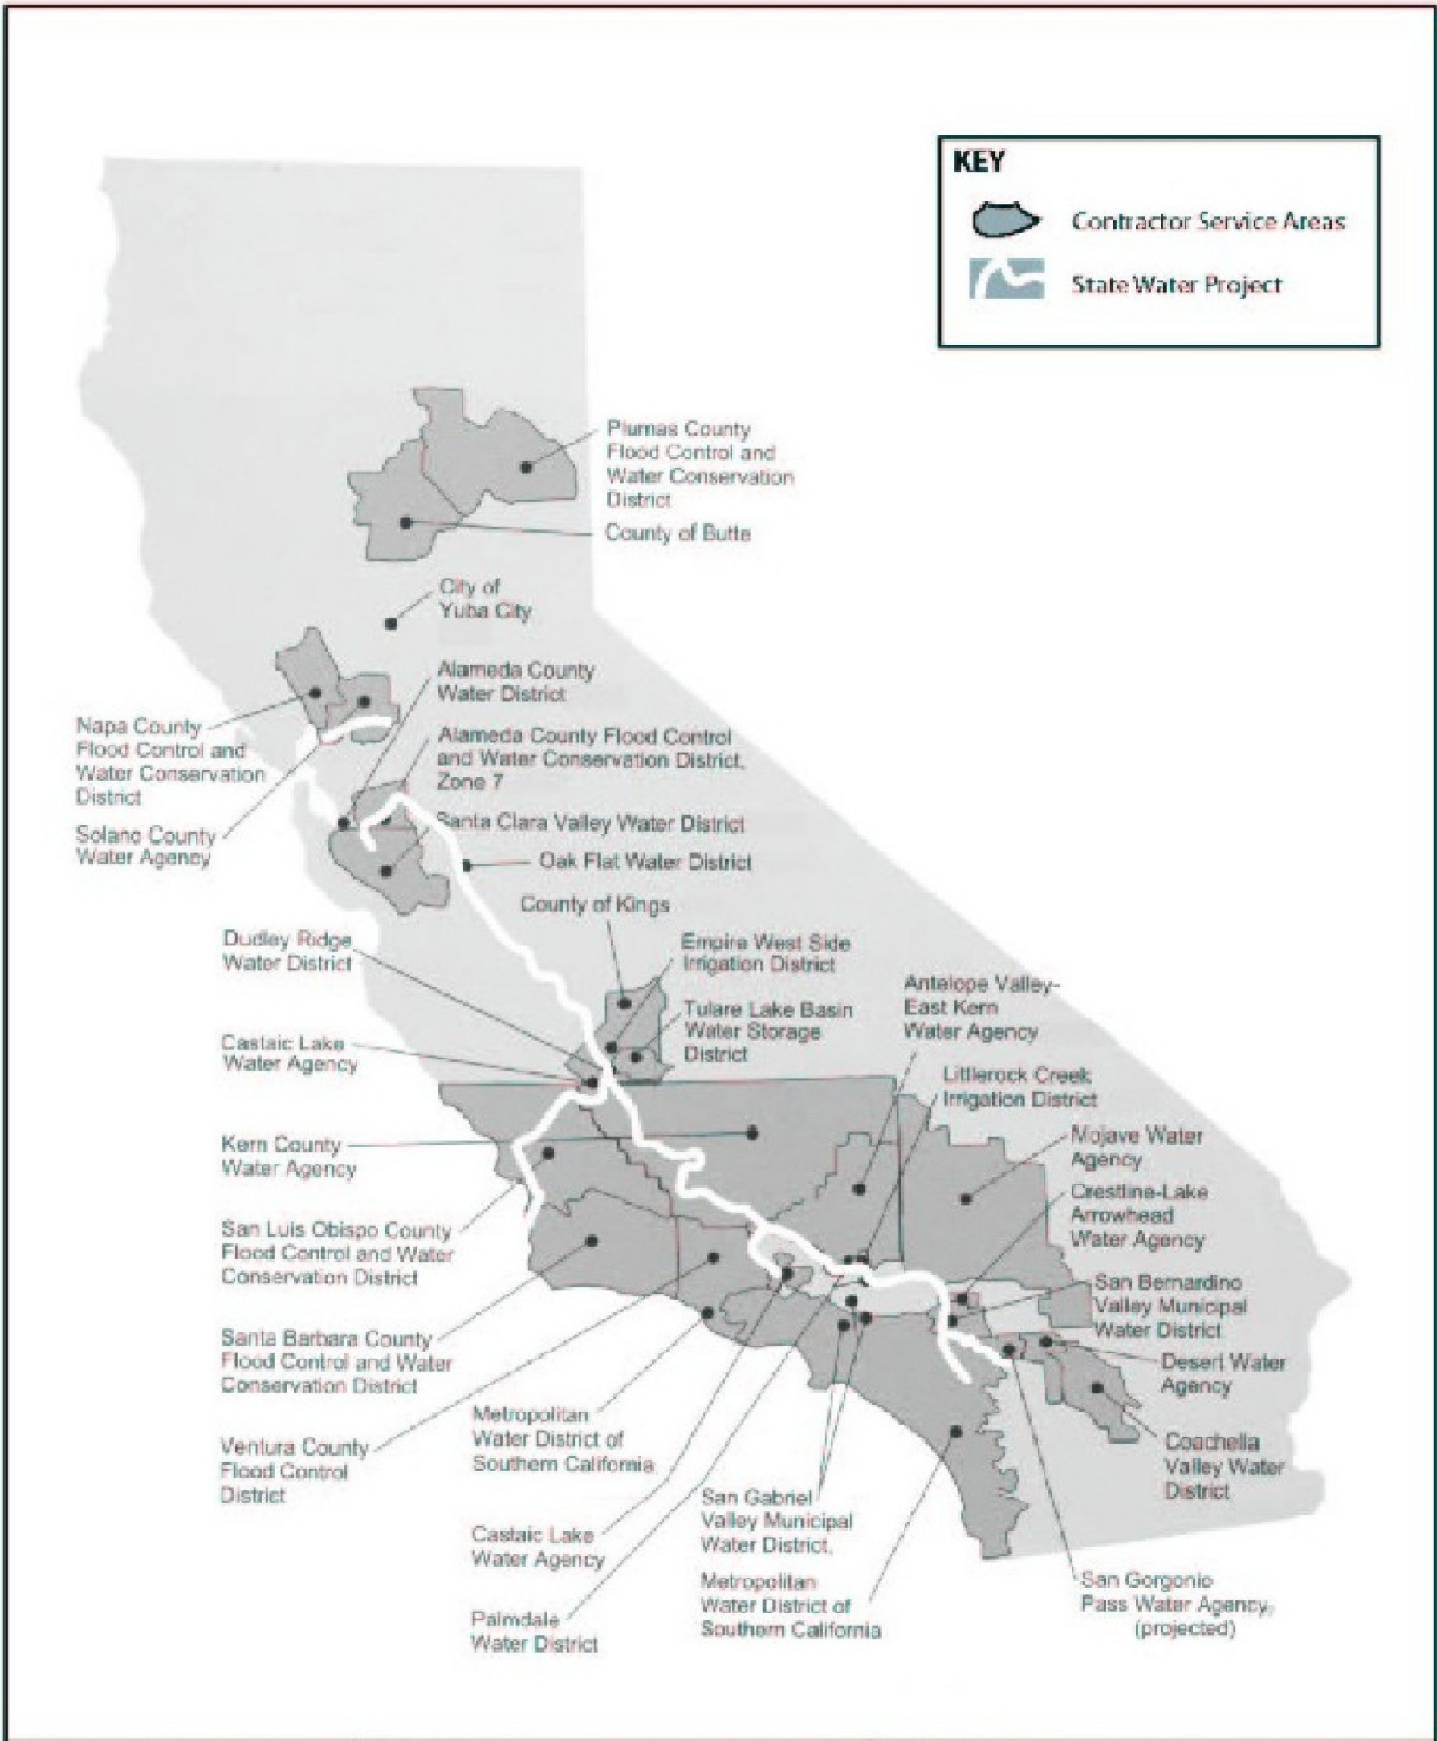 KEY
Contractor Service Areas
State Water Project
Plumas County
Flood Control and
Water Conservation
District
County of Butte
City of
Yuba City
Alameda County
Water District
Napa County
Flood Control and
Water Conservation
District
Alameda County Flood Control
and Water Conservation District,
Zone 7
Solano County
Water Agency
Santa Clara Valley Water District
Oak Flat Water District
County of Kings
Dudley Ridge
Water District
Empire West Side
Irrigation District
Antelope Valley-
East Kern
Water Agency
Tulare Lake Basin
Water Storage
District
Castaic Lake
Water Agency
Littlerock Creek
Irrigation District
Kern County
Water Agency
Mojave Water
Agency
Crestline-Lake
Arrowhead
Water Agency
San Luis Obispo County
Flood Control and Water
Conservation District
San Bernardino
Valley Municipal
Water District
Santa Barbara County
Flood Control and Water
Conservation District
Desert Water
Agency
Metropolitan
Water District of
Southern California
Ventura County
Flood Control
District
Coachella
Valley Water
District
San Gabriel
Valley Municipal
Water District,
Castaic Lake
Water Agency
Metropolitan
Water District of
Southern California
San Gorgonio
Pass Water Agency,
(projected)
Palmdale
Water District